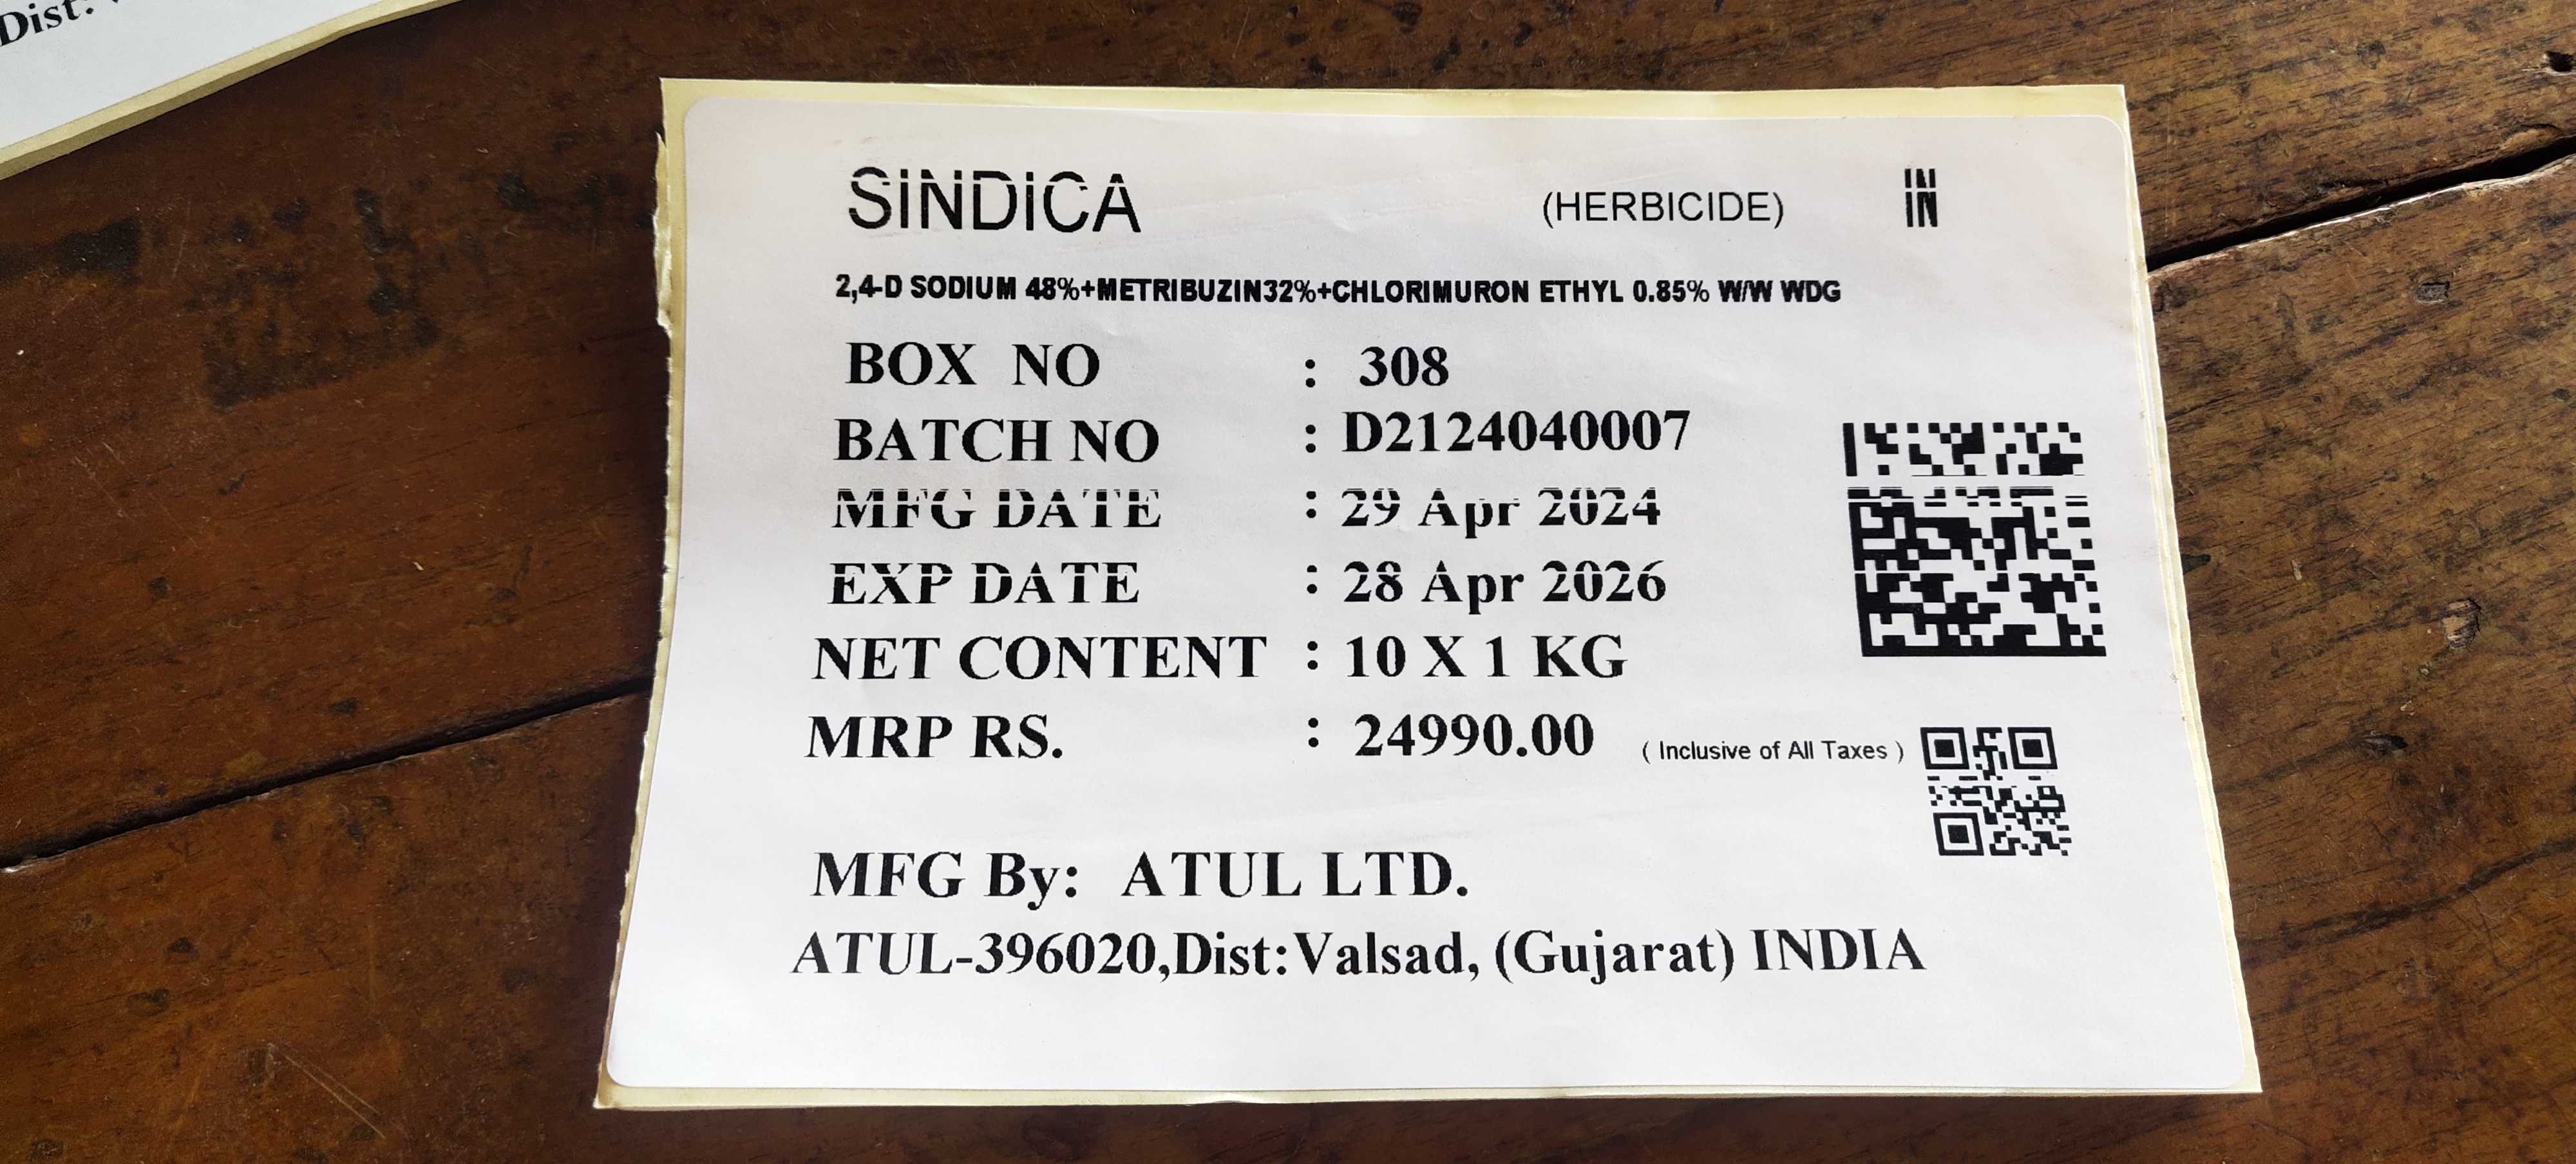 Dist:
SINDICA (HERBICIDE) IN
2,4-D SODIUM 48%+METRIBUZIN32%+CHLORIMURON ETHYL 0.85% W/W WDG
BOX NO : 308
BATCH NO : D2124040007
MFG DATE : 29 Apr 2024
EXP DATE : 28 Apr 2026
NET CONTENT : 10 X 1 KG
MRP RS. : 24990.00 ( Inclusive of All Taxes )
MFG By: ATUL LTD.
ATUL-396020,Dist:Valsad, (Gujarat) INDIA